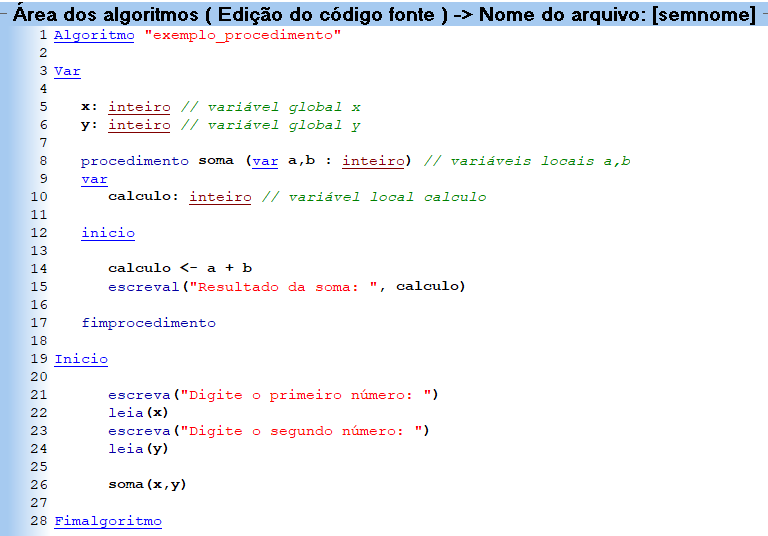 Área dos algoritmos ( Edição do código fonte ) -> Nome do arquivo: [semnome]
1 Algoritmo "exemplo_procedimento"
2
3 Var
4
5 x: inteiro // variável global x
6 y: inteiro // variável global y
7
8 procedimento soma (var a,b : inteiro) // variáveis locais a,b
9 var
10 calculo: inteiro // variável local calculo
11
12 inicio
13
14 calculo <- a + b
15 escreval("Resultado da soma: ", calculo)
16
17 fimprocedimento
18
19 Inicio
20
21 escreva("Digite o primeiro número: ")
22 leia(x)
23 escreva("Digite o segundo número: ")
24 leia(y)
25
26 soma(x,y)
27
28 Fimalgoritmo